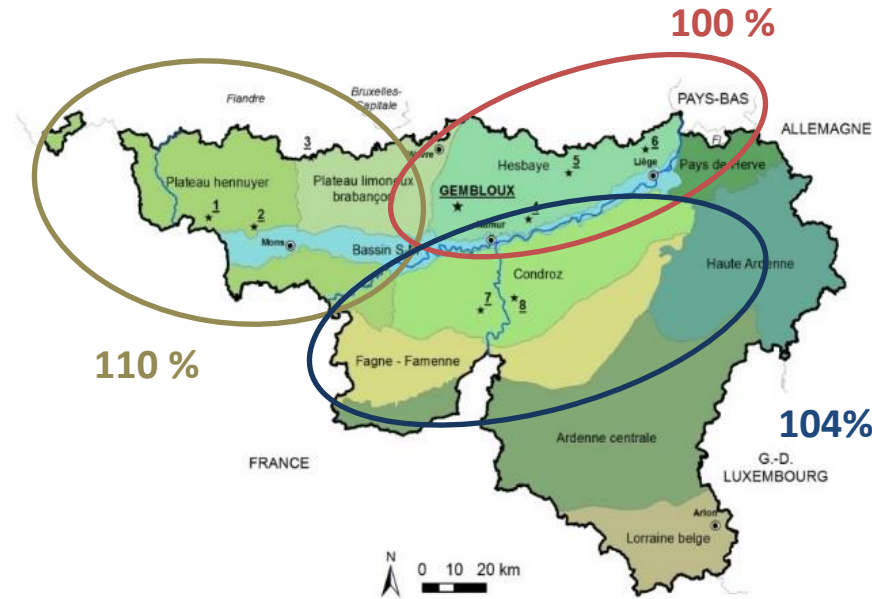 100 %
Flandre
Bruxelles-
Capitale
PAYS-BAS
ALLEMAGNE
3
6
5
Hesbaye
Liège
Pays de Herve
Plateau hennuyer
Plateau limoneux
brabançon
GEMBLOUX
1
2
4
Namur
Mons
Bassin S.M.
Condroz
Haute Ardenne
7
8
110 %
Fagne - Famenne
104%
Ardenne centrale
FRANCE
G.-D.
LUXEMBOURG
Arlon
Lorraine belge
N
0 10 20 km